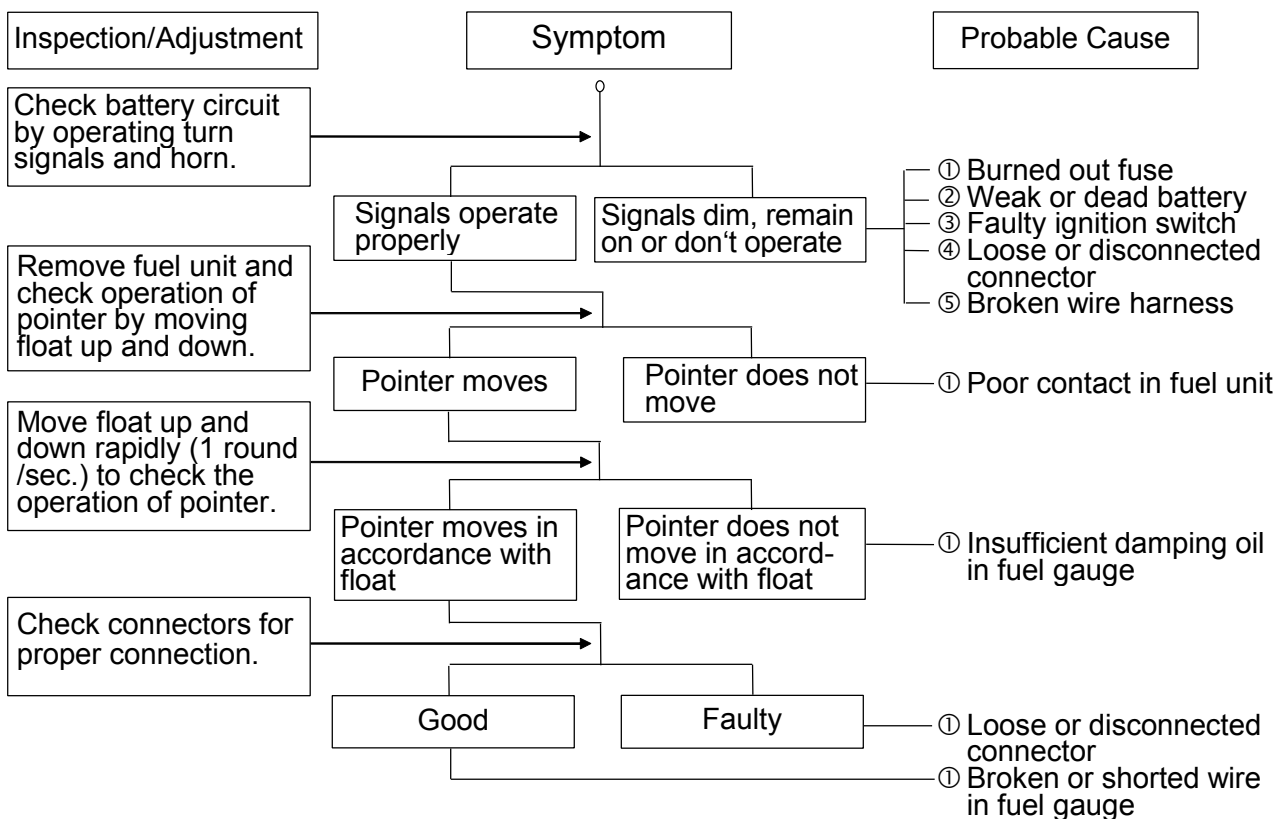 Inspection/Adjustment
Symptom
Probable Cause
Check battery circuit
by operating turn
signals and horn.
Signals operate
properly
Signals dim, remain
on or don‘t operate
① Burned out fuse
② Weak or dead battery
③ Faulty ignition switch
④ Loose or disconnected
connector
⑤ Broken wire harness
Remove fuel unit and
check operation of
pointer by moving
float up and down.
Pointer moves
Pointer does not
move
① Poor contact in fuel unit
Move float up and
down rapidly (1 round
/sec.) to check the
operation of pointer.
Pointer moves in
accordance with
float
Pointer does not
move in accord-
ance with float
① Insufficient damping oil
in fuel gauge
Check connectors for
proper connection.
Good
Faulty
① Loose or disconnected
connector
① Broken or shorted wire
in fuel gauge